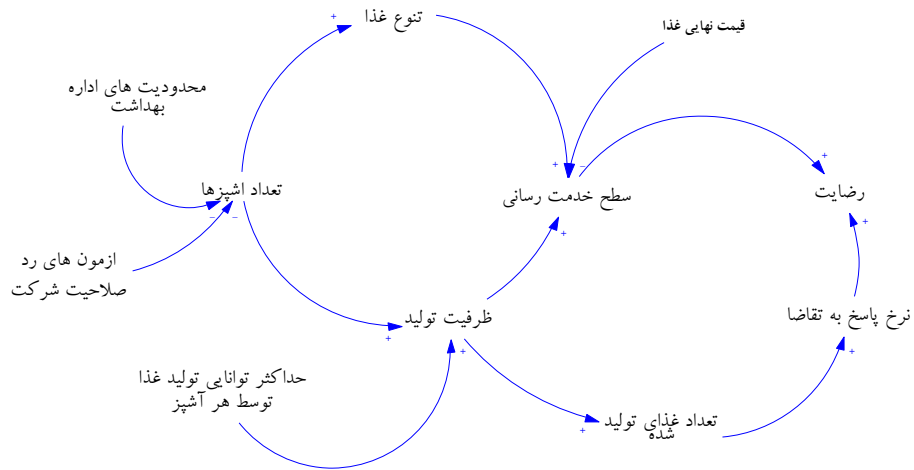 تنوع غذا
قیمت نهایی غذا
محدودیت های اداره
بهداشت
تعداد اشپزها
سطح خدمت رسانی
رضایت
ازمون های رد
صلاحیت شرکت
ظرفیت تولید
نرخ پاسخ به تقاضا
حداکثر توانایی تولید غذا
توسط هر آشپز
تعداد غذای تولید
شده